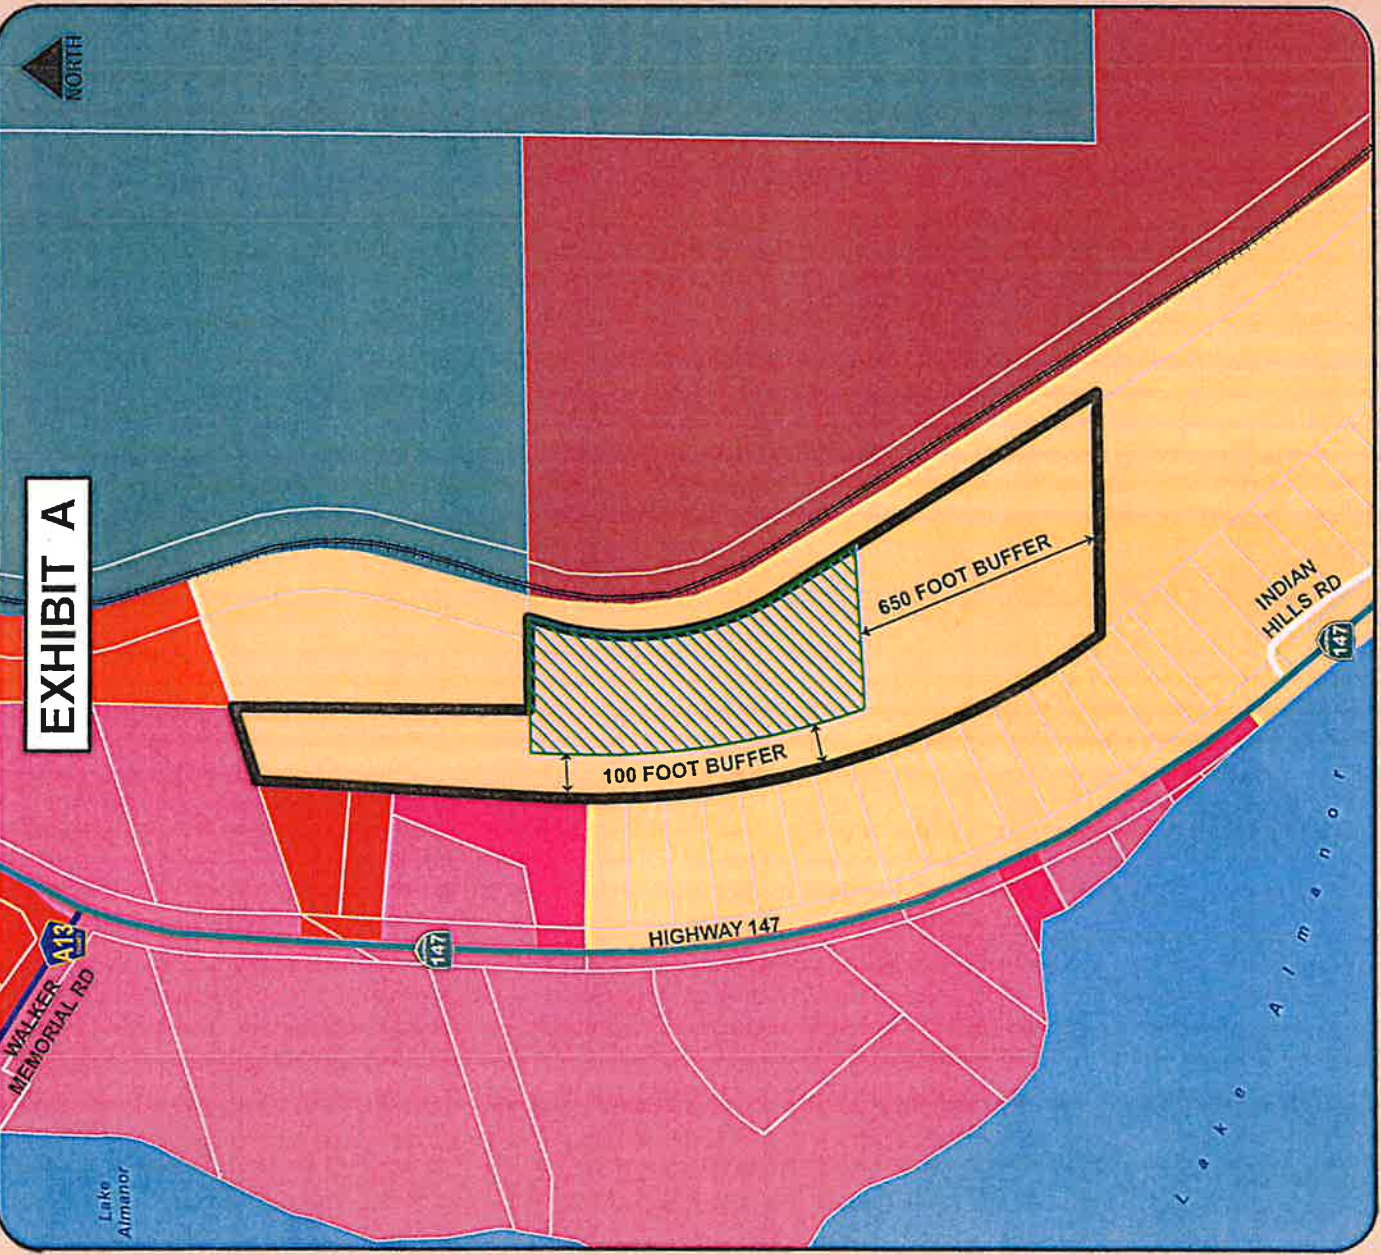 NORTH
EXHIBIT A
650 FOOT BUFFER
100 FOOT BUFFER
INDIAN
HILLS RD
147
HIGHWAY 147
147
A13
WALKER
MEMORIAL RD
Lake
Almanor
Lake Almanor